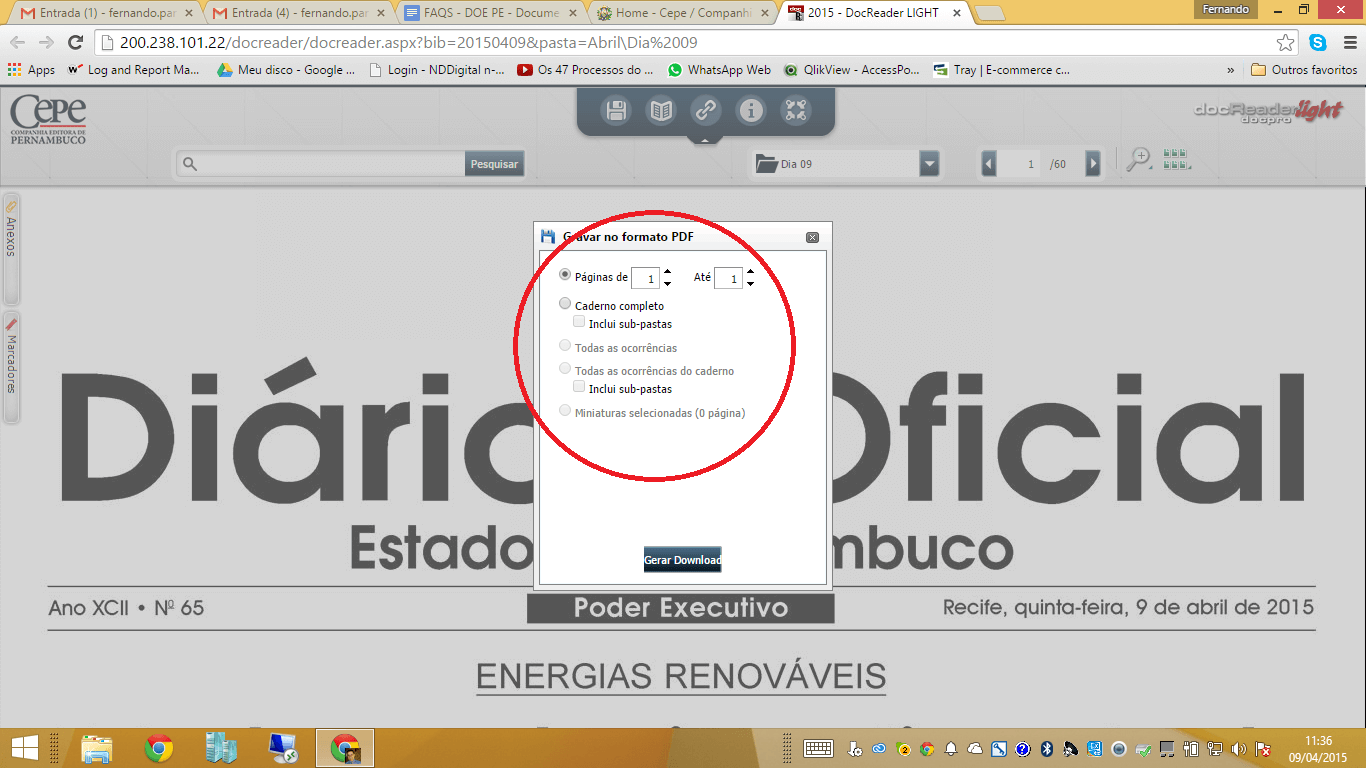 Entrada (1) - fernando.par
Entrada (4) - fernando.par
FAQS - DOE PE - Docume
Home - Cepe / Companhi
2015 - DocReader LIGHT
Fernando
200.238.101.22/docreader/docreader.aspx?bib=20150409&pasta=Abril\Dia%2009
Apps
Log and Report Ma...
Meu disco - Google ...
Login - NDDigital n-...
Os 47 Processos do ...
WhatsApp Web
QlikView - AccessPo...
Tray | E-commerce c...
»
Outros favoritos
Cepe
COMPANHIA EDITORA DE
PERNAMBUCO
docReader light
docpro
Pesquisar
Dia 09
1 /60
Anexos
Marcadores
Gravar no formato PDF
Páginas de 1 Até 1
Caderno completo
Inclui sub-pastas
Todas as ocorrências
Todas as ocorrências do caderno
Inclui sub-pastas
Miniaturas selecionadas (0 página)
Gerar Download
Diário Oficial
Estado mbuco
Ano XCII • Nº 65
Poder Executivo
Recife, quinta-feira, 9 de abril de 2015
ENERGIAS RENOVÁVEIS
11:36
09/04/2015